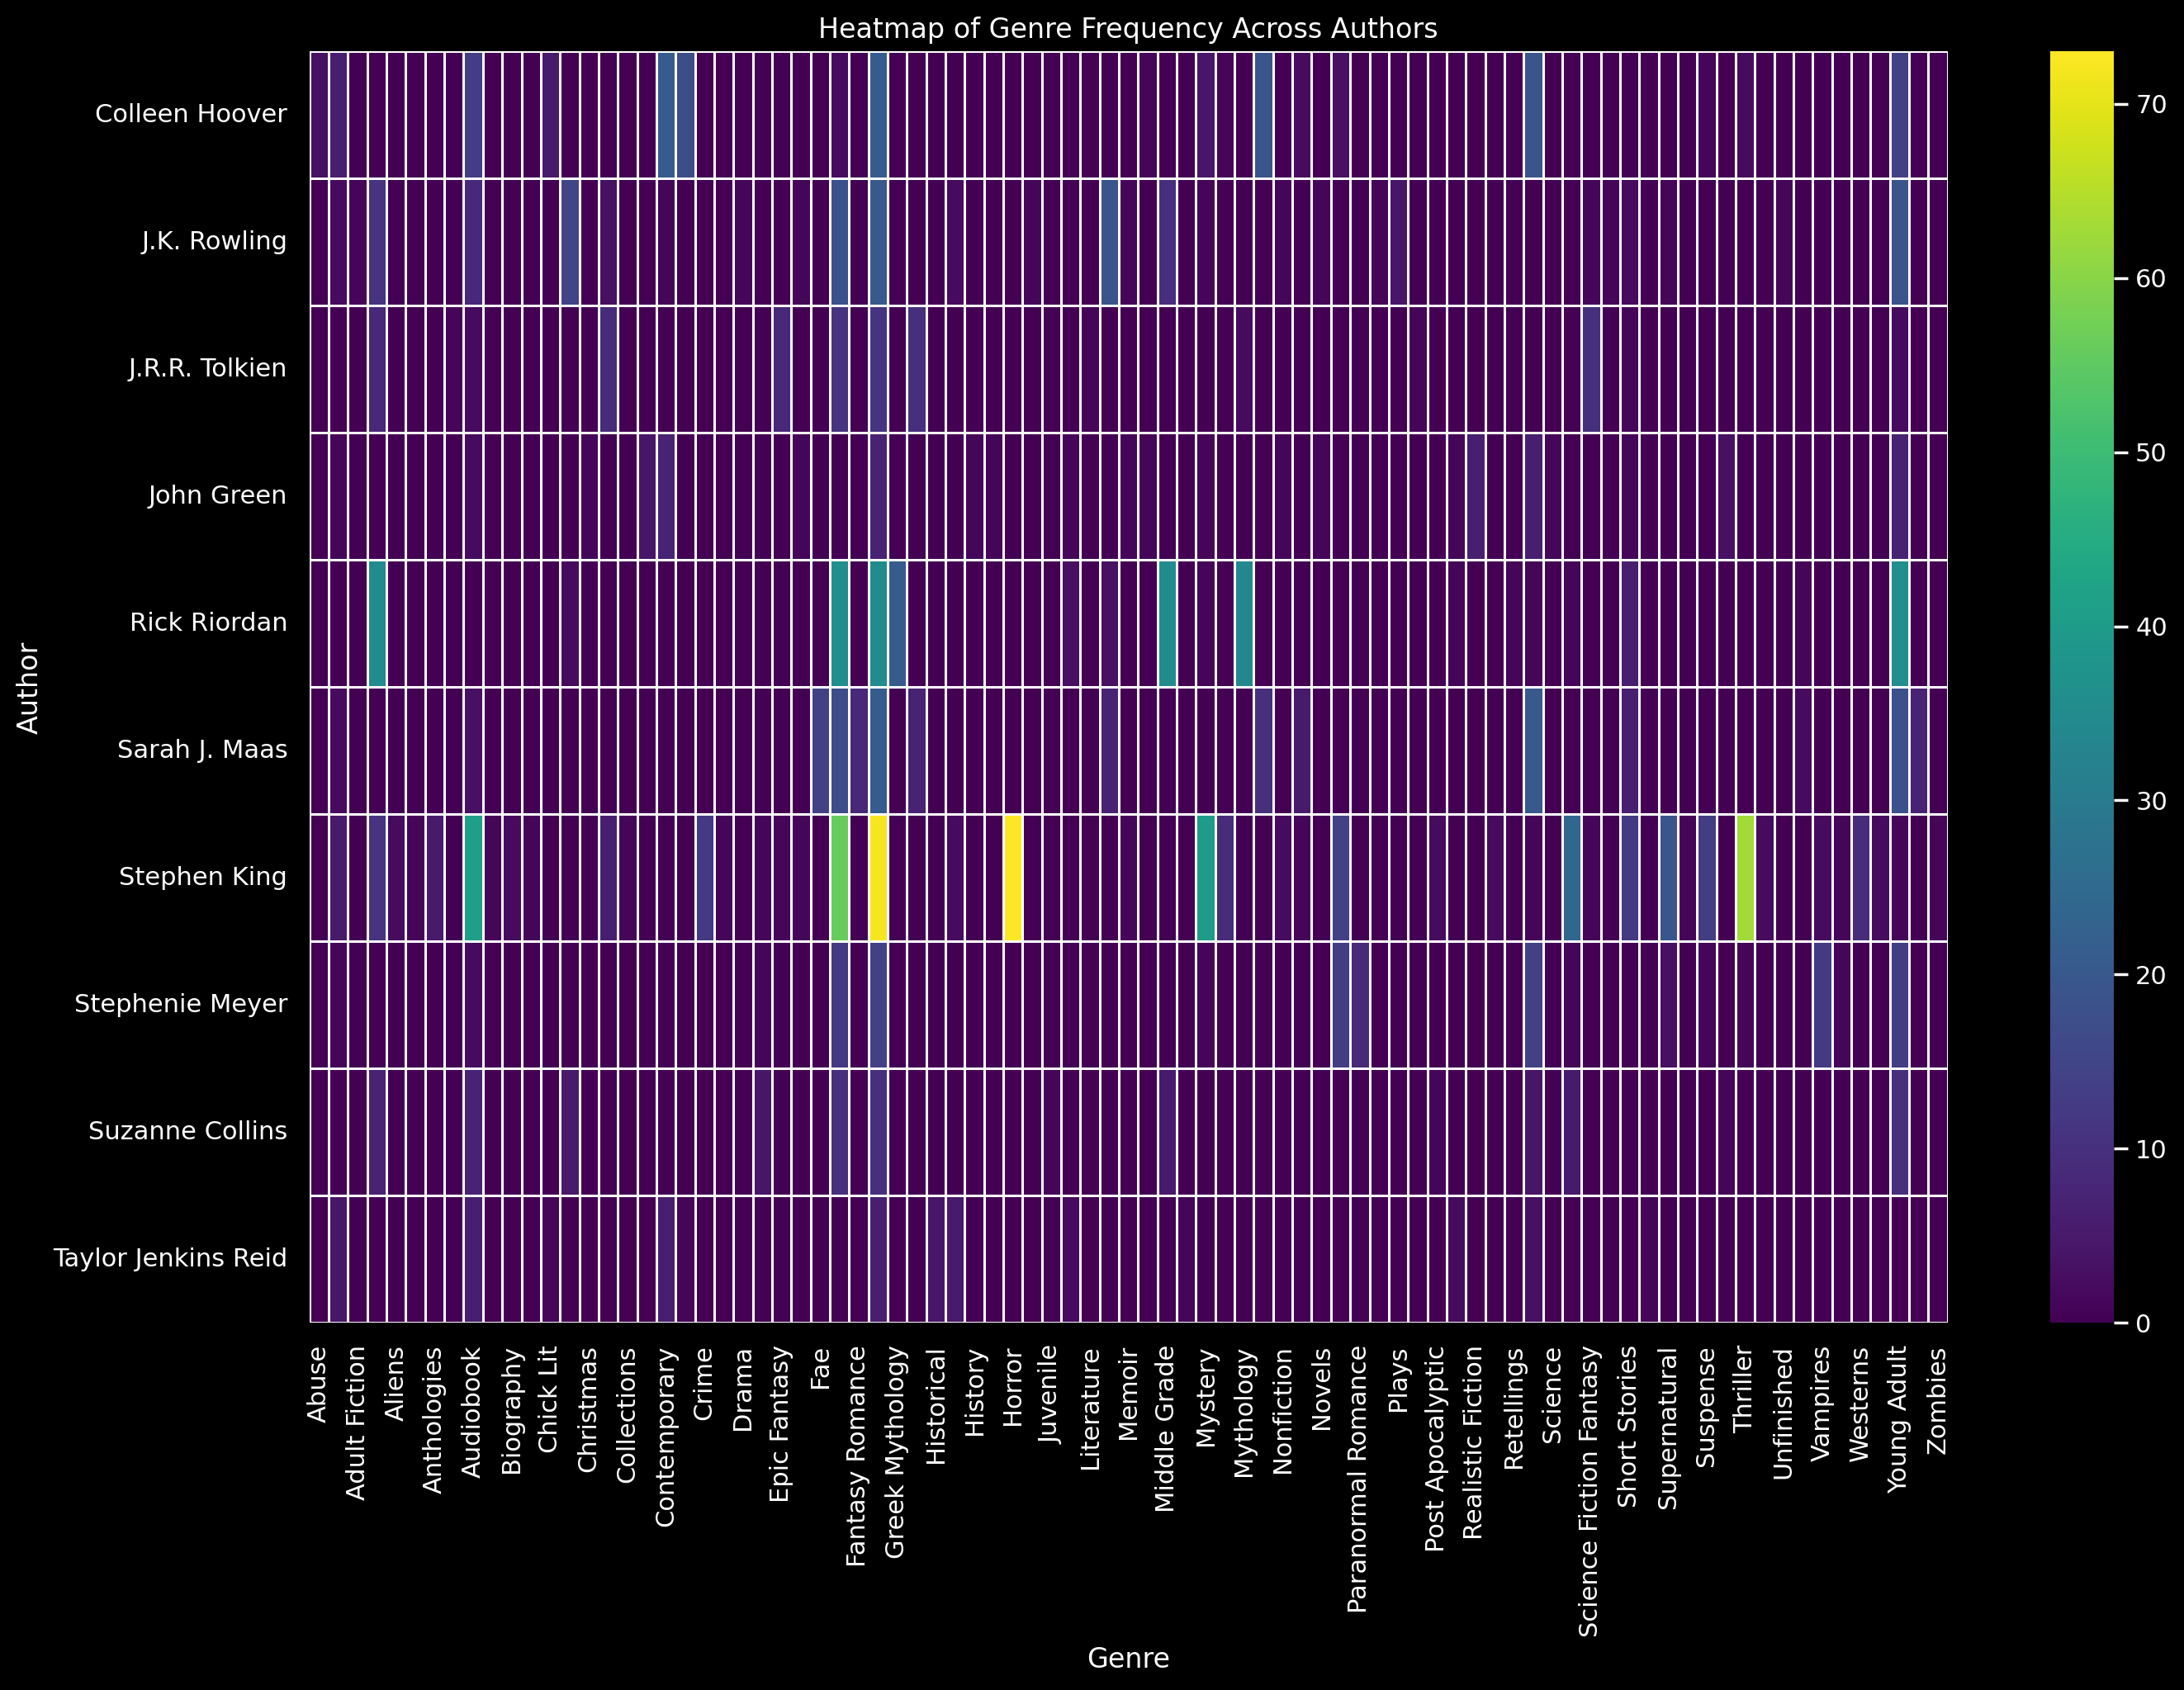 Heatmap of Genre Frequency Across Authors
Author
Colleen Hoover
J.K. Rowling
J.R.R. Tolkien
John Green
Rick Riordan
Sarah J. Maas
Stephen King
Stephenie Meyer
Suzanne Collins
Taylor Jenkins Reid
Abuse
Adult Fiction
Aliens
Anthologies
Audiobook
Biography
Chick Lit
Christmas
Collections
Contemporary
Crime
Drama
Epic Fantasy
Fae
Fantasy Romance
Greek Mythology
Historical
History
Horror
Juvenile
Literature
Memoir
Middle Grade
Mystery
Mythology
Nonfiction
Novels
Paranormal Romance
Plays
Post Apocalyptic
Realistic Fiction
Retellings
Science
Science Fiction Fantasy
Short Stories
Supernatural
Suspense
Thriller
Unfinished
Vampires
Westerns
Young Adult
Zombies
Genre
70
60
50
40
30
20
10
0